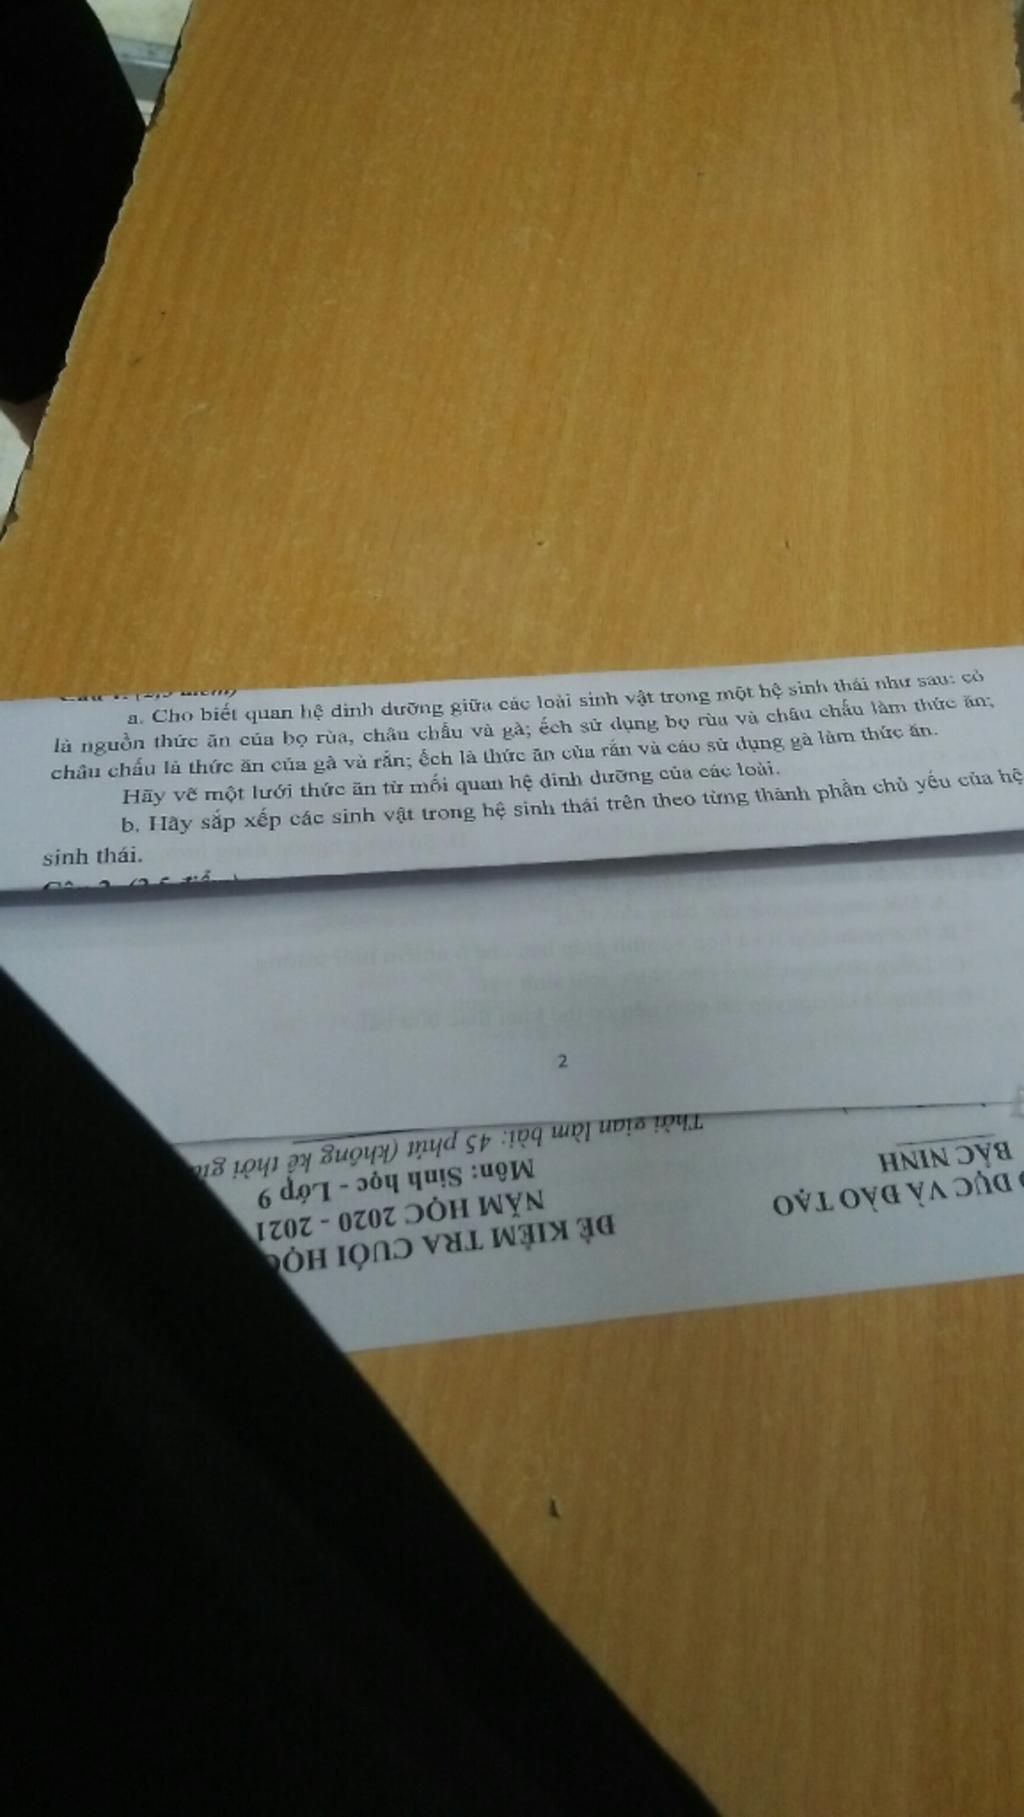 a. Cho biết quan hệ dinh dưỡng giữa các loài sinh vật trong một hệ sinh thái như sau: cỏ
là nguồn thức ăn của bọ rùa, châu chấu và gà; ếch sử dụng bọ rùa và châu chấu làm thức ăn;
châu chấu là thức ăn của gà và rắn; ếch là thức ăn của rắn và cáo sử dụng gà làm thức ăn.
Hãy vẽ một lưới thức ăn từ mối quan hệ dinh dưỡng của các loài.
b. Hãy sắp xếp các sinh vật trong hệ sinh thái trên theo từng thành phần chủ yếu của hệ
sinh thái.
2
DỤC VÀ ĐÀO TẠO
BẮC NINH
ĐỀ KIỂM TRA CUỐI HỌC
NĂM HỌC 2020 - 2021
Môn: Sinh học - Lớp 9
Thời gian làm bài: 45 phút (không kể thời